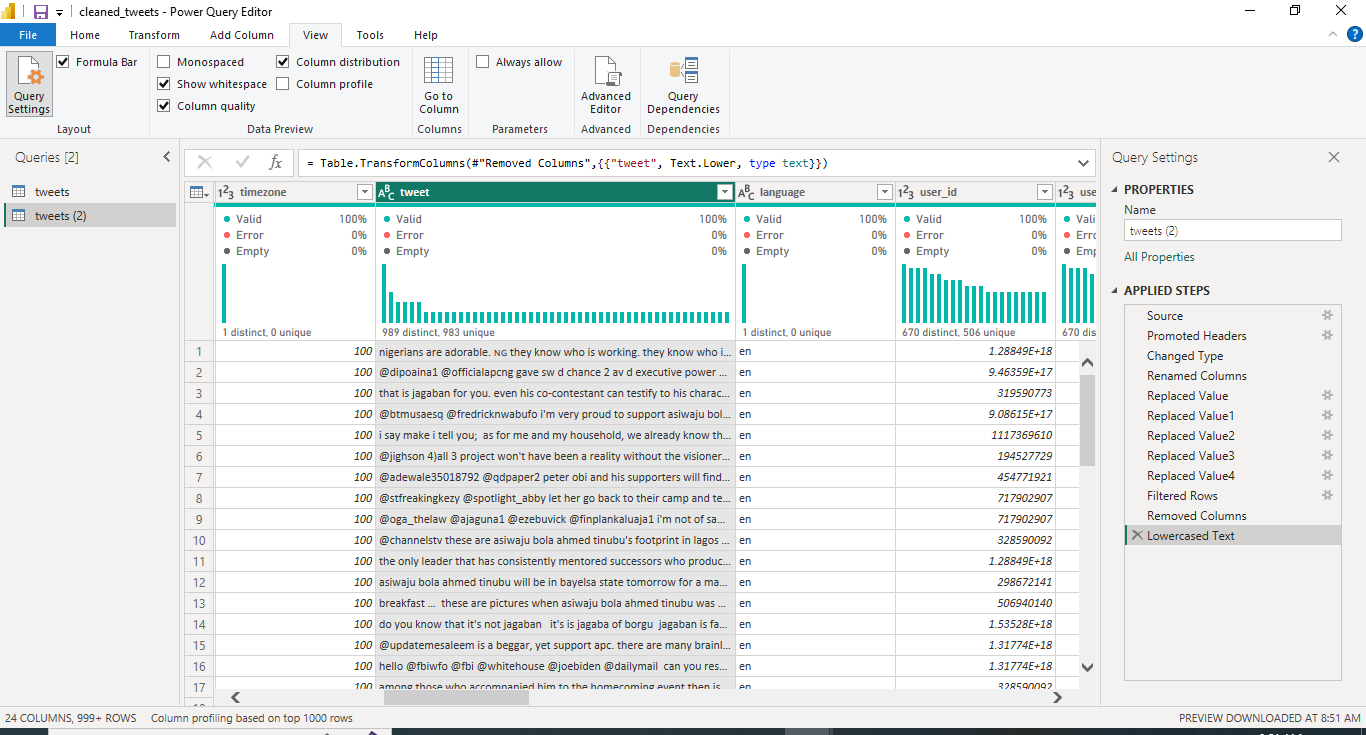 cleaned_tweets - Power Query Editor
File Home Transform Add Column View Tools Help
Query Settings
Formula Bar
Layout
Monospaced
Show whitespace
Column quality
Column distribution
Column profile
Data Preview
Go to Column
Columns
Always allow
Parameters
Advanced Editor
Advanced
Query Dependencies
Dependencies
Queries [2]
tweets
tweets (2)
fx = Table.TransformColumns(#"Removed Columns",{{"tweet", Text.Lower, type text}})
1²3 timezone ABC tweet ABC language 1²3 user_id 1²3 use
Valid 100% Valid 100% Valid 100% Valid 100% Vali
Error 0% Error 0% Error 0% Error 0% Erro
Empty 0% Empty 0% Empty 0% Empty 0% Emp
1 distinct, 0 unique 989 distinct, 983 unique 1 distinct, 0 unique 670 distinct, 506 unique 670 dis
1 100 nigerians are adorable. NG they know who is working. they know who i... en 1.28849E+18
2 100 @dipoaina1 @officialapcng gave sw d chance 2 av d executive power ... en 9.46359E+17
3 100 that is jagaban for you. even his co-contestant can testify to his charac... en 319590773
4 100 @btmusaesq @fredricknwabufo i'm very proud to support asiwaju bol... en 9.08615E+17
5 100 i say make i tell you; as for me and my household, we already know th... en 1117369610
6 100 @jighson 4)all 3 project won't have been a reality without the visioner... en 194527729
7 100 @adewale35018792 @qdpaper2 peter obi and his supporters will find... en 454771921
8 100 @stfreakingkezy @spotlight_abby let her go back to their camp and te... en 717902907
9 100 @oga_thelaw @ajaguna1 @ezebuvick @finplankaluaja1 i'm not of sa... en 717902907
10 100 @channelstv these are asiwaju bola ahmed tinubu's footprint in lagos ... en 328590092
11 100 the only leader that has consistently mentored successors who produc... en 1.28849E+18
12 100 asiwaju bola ahmed tinubu will be in bayelsa state tomorrow for a ma... en 298672141
13 100 breakfast ... these are pictures when asiwaju bola ahmed tinubu was ... en 506940140
14 100 do you know that it's not jagaban it's is jagaba of borgu jagaban is fa... en 1.53528E+18
15 100 @updatemesaleem is a beggar, yet support apc. there are many brainl... en 1.31774E+18
16 100 hello @fbiwfo @fbi @whitehouse @joebiden @dailymail can you res... en 1.31774E+18
17 100 among those who accompanied him to the homecoming event then is... en 328590092
Query Settings
PROPERTIES
Name
tweets (2)
All Properties
APPLIED STEPS
Source
Promoted Headers
Changed Type
Renamed Columns
Replaced Value
Replaced Value1
Replaced Value2
Replaced Value3
Replaced Value4
Filtered Rows
Removed Columns
Lowercased Text
24 COLUMNS, 999+ ROWS Column profiling based on top 1000 rows PREVIEW DOWNLOADED AT 8:51 AM